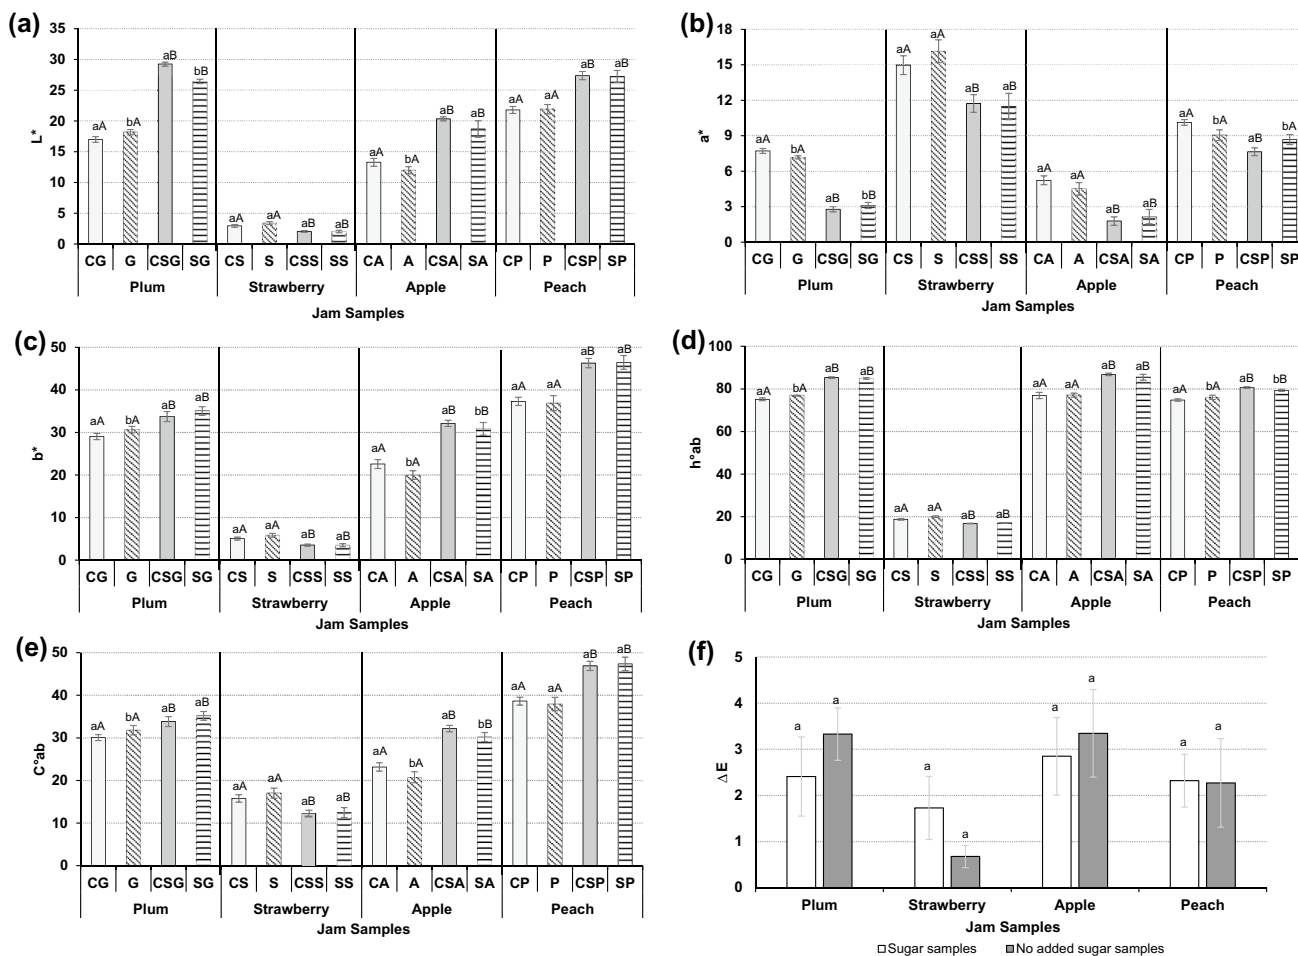 (a)
35
30
25
20
15
10
5
0
L*
aA aA bA aB bB
aA aA aB aB
aA aA aB aA
aA aA aB aB
CG G CSG SG CS S CSS SS CA A CSA SA CP P CSP SP
Plum Strawberry Apple Peach
Jam Samples
(b)
18
15
12
9
6
3
0
a*
aA bA aB bB
aA aA aB aB
aA aA aB aA
aA bA aB bA
CG G CSG SG CS S CSS SS CA A CSA SA CP P CSP SP
Plum Strawberry Apple Peach
Jam Samples
(c)
50
40
30
20
10
0
b*
aA bA aB aB
aA aA aB aB
aA bA aB bB
aA aA aB aB
CG G CSG SG CS S CSS SS CA A CSA SA CP P CSP SP
Plum Strawberry Apple Peach
Jam Samples
(d)
100
80
60
40
20
0
h°ab
aA bA aB aB
aA aA aB aB
aA aA aB aB
aA bA aB bB
CG G CSG SG CS S CSS SS CA A CSA SA CP P CSP SP
Plum Strawberry Apple Peach
Jam Samples
(e)
50
40
30
20
10
0
C°ab
aA bA aB aB
aA aA aB aB
aA bA aB bB
aA aA aB aB
CG G CSG SG CS S CSS SS CA A CSA SA CP P CSP SP
Plum Strawberry Apple Peach
Jam Samples
(f)
5
4
3
2
1
0
Δ E
a a a a a a a a
Plum Strawberry Apple Peach
Jam Samples
Sugar samples No added sugar samples